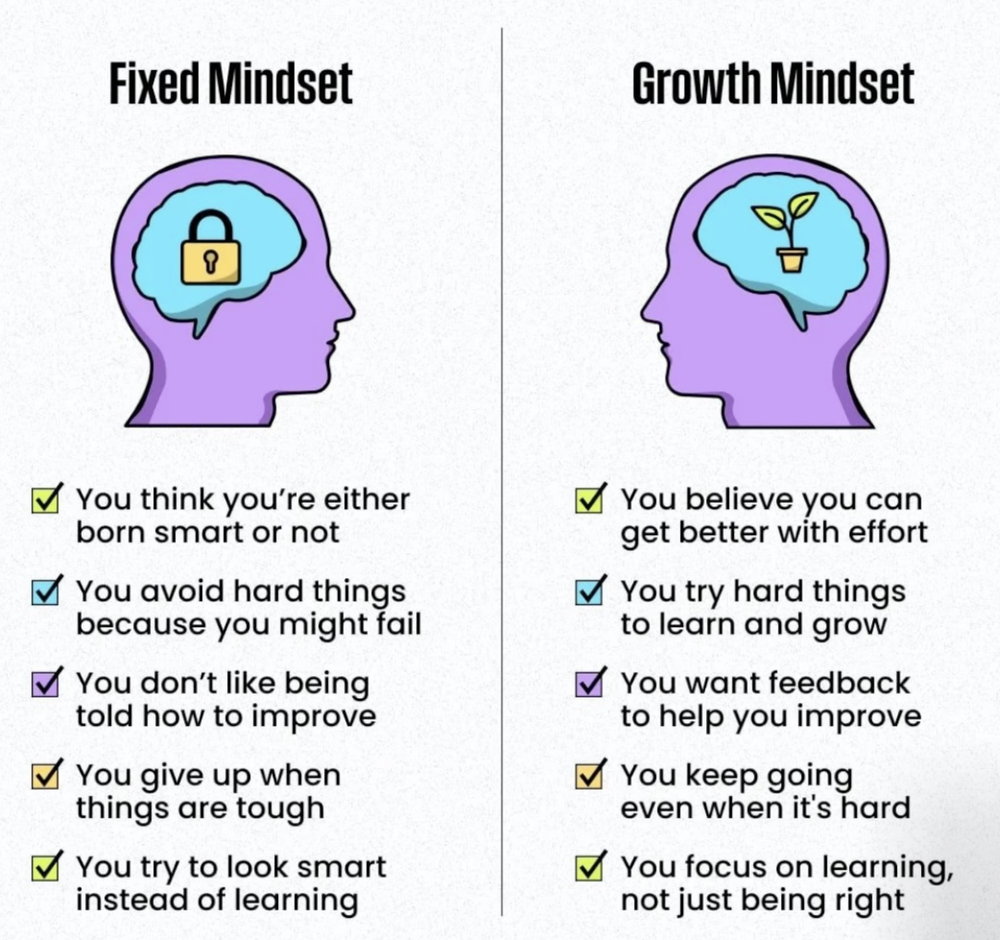 Fixed Mindset
You think you’re either
born smart or not
You avoid hard things
because you might fail
You don’t like being
told how to improve
You give up when
things are tough
You try to look smart
instead of learning
Growth Mindset
You believe you can
get better with effort
You try hard things
to learn and grow
You want feedback
to help you improve
You keep going
even when it's hard
You focus on learning,
not just being right